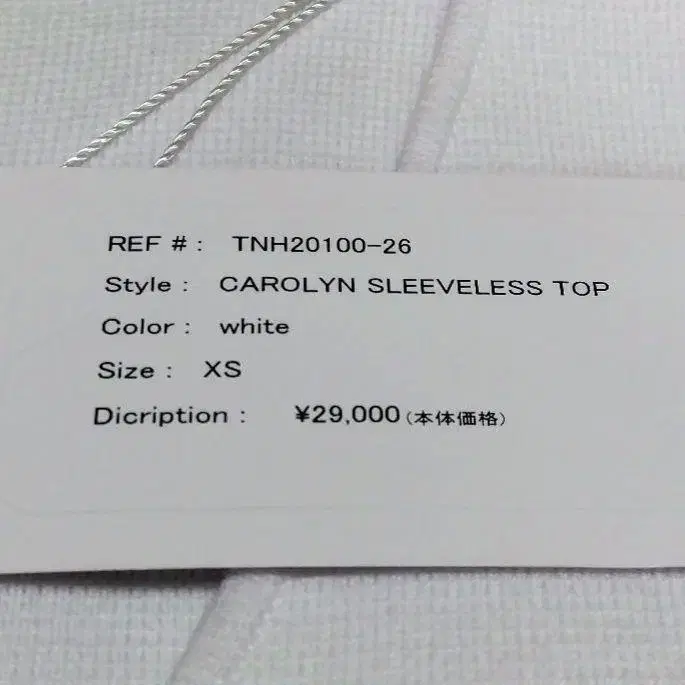 REF #: TNH20100-26
Style : CAROLYN SLEEVELESS TOP
Color : white
Size : XS
Dicription : ¥29,000(本体価格)